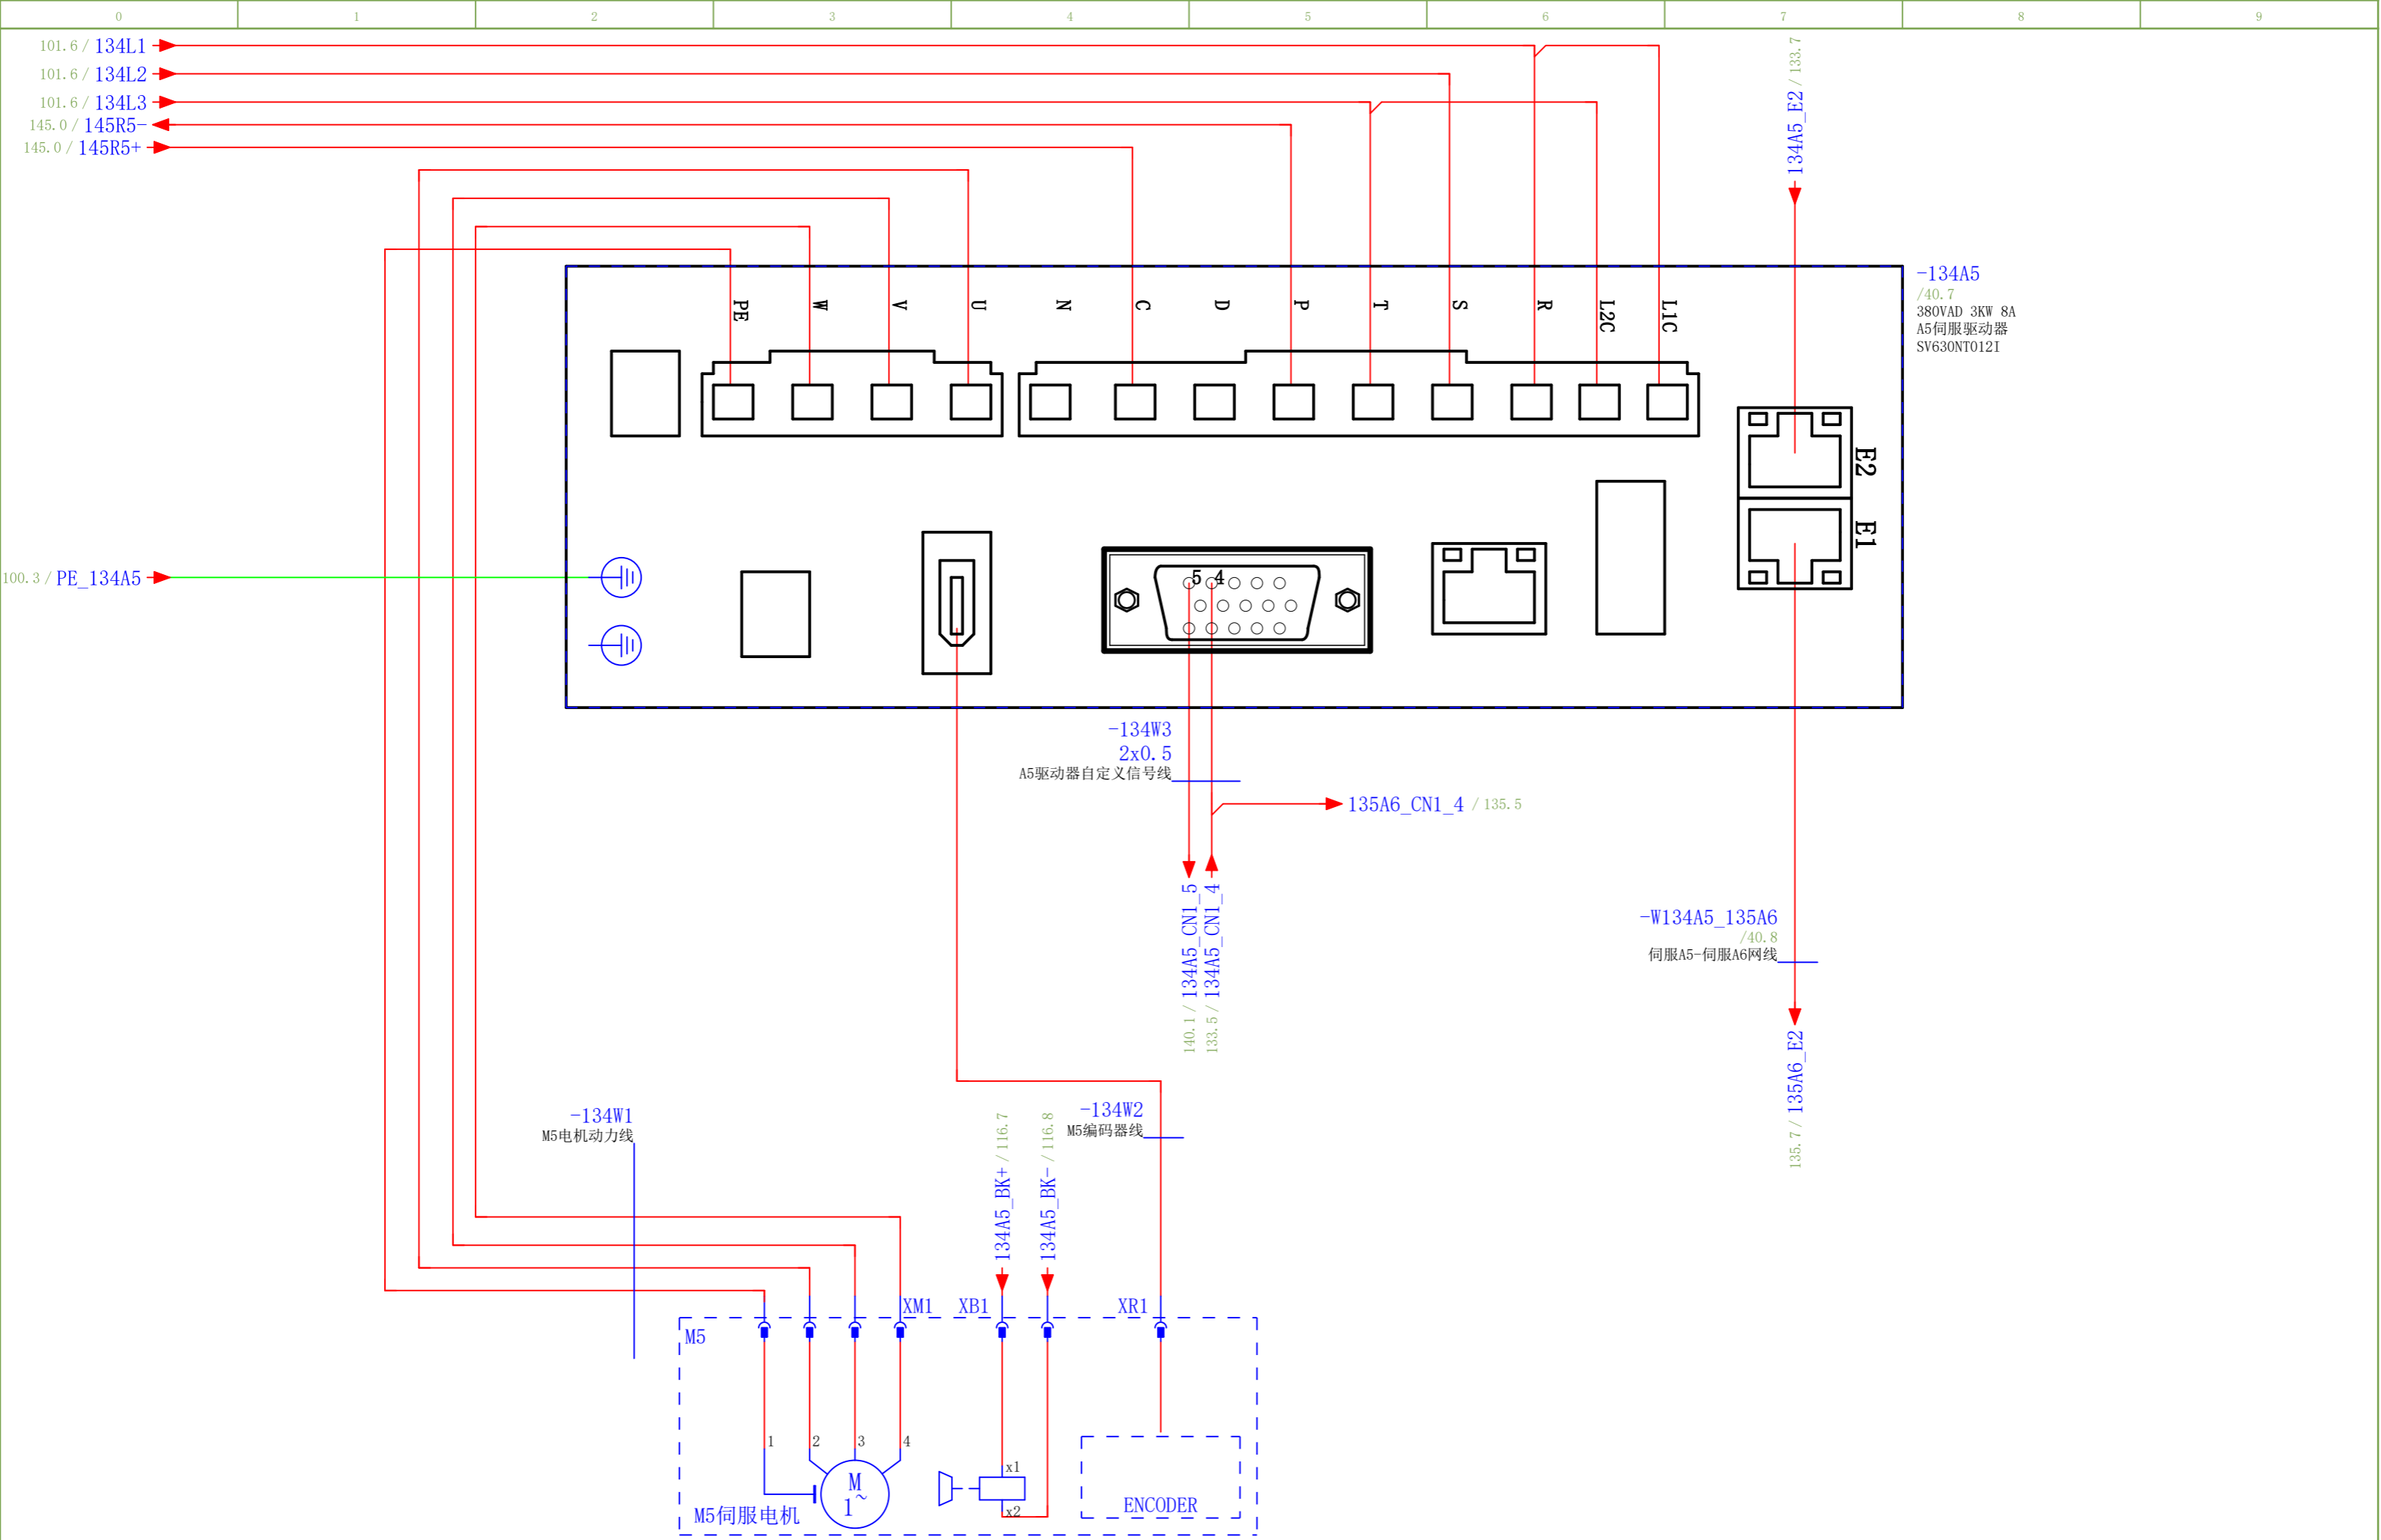 0 1 2 3 4 5 6 7 8 9
101.6 / 134L1
101.6 / 134L2
101.6 / 134L3
145.0 / 145R5-
145.0 / 145R5+
134A5_E2 / 133.7
-134A5
/40.7
380VAD 3KW 8A
A5伺服驱动器
SV630NT012I
PE W V U N C D P T S R L2C L1C
E2
E1
100.3 / PE_134A5
5 4
-134W3
2x0.5
A5驱动器自定义信号线
135A6_CN1_4 / 135.5
140.1 / 134A5_CN1_5
133.5 / 134A5_CN1_4
-W134A5_135A6
/40.8
伺服A5-伺服A6网线
135.7 / 135A6_E2
-134W1
M5电机动力线
134A5_BK+ / 116.7
134A5_BK- / 116.8
-134W2
M5编码器线
XM1 XB1 XR1
M5
1 2 3 4
M
1~
x1
x2
ENCODER
M5伺服电机